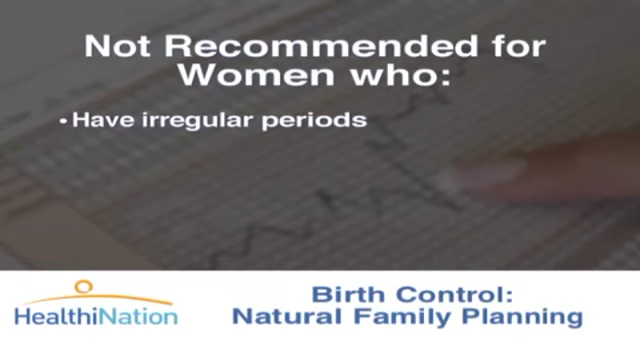 Not Recommended for
Women who:
• Have irregular periods
HealthiNation
Birth Control:
Natural Family Planning